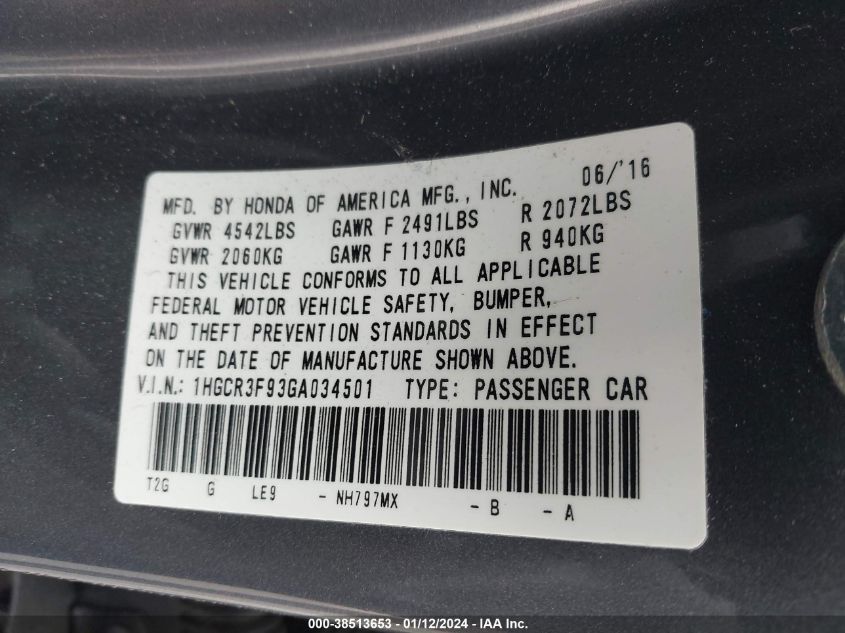 MFD. BY HONDA OF AMERICA MFG., INC. 06/'16
GVWR 4542LBS GAWR F 2491LBS R 2072LBS
GVWR 2060KG GAWR F 1130KG R 940KG
THIS VEHICLE CONFORMS TO ALL APPLICABLE
FEDERAL MOTOR VEHICLE SAFETY, BUMPER,
AND THEFT PREVENTION STANDARDS IN EFFECT
ON THE DATE OF MANUFACTURE SHOWN ABOVE.
V.I.N.: 1HGCR3F93GA034501 TYPE: PASSENGER CAR
T2G G LE9 - NH797MX - B - A
000-38513653 - 01/12/2024 - IAA Inc.